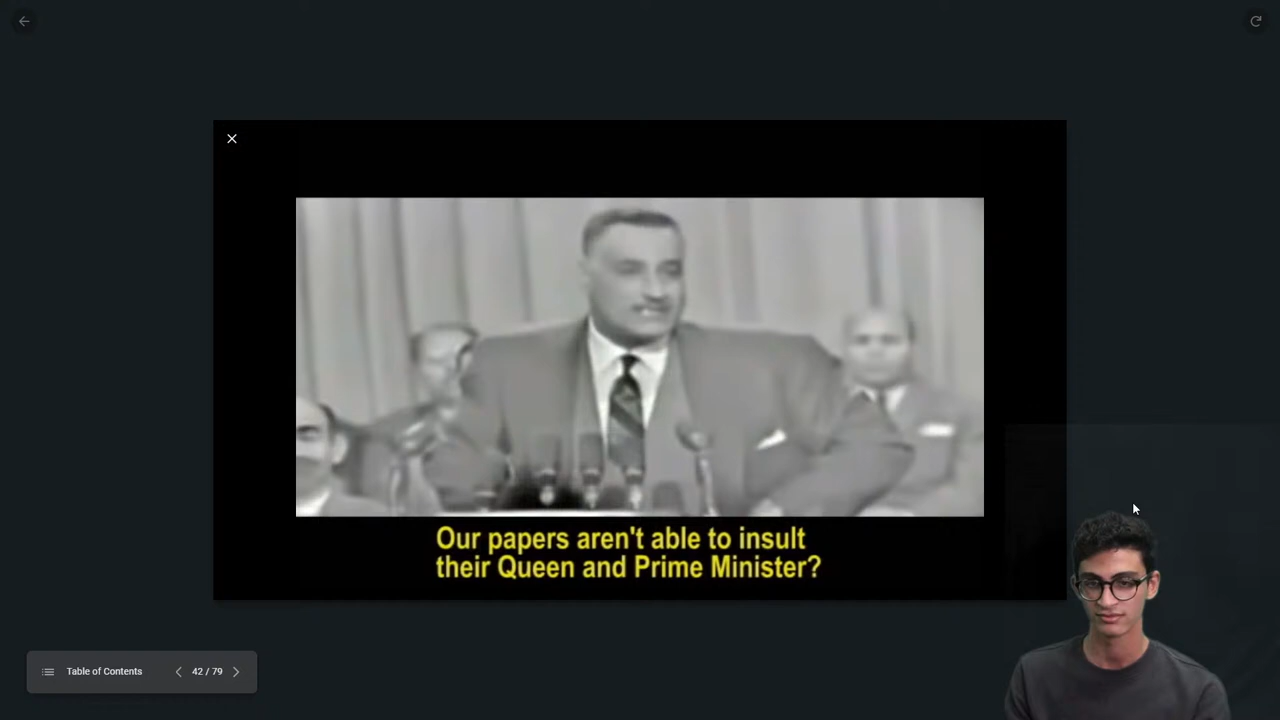 Our papers aren't able to insult
their Queen and Prime Minister?
Table of Contents
42 / 79